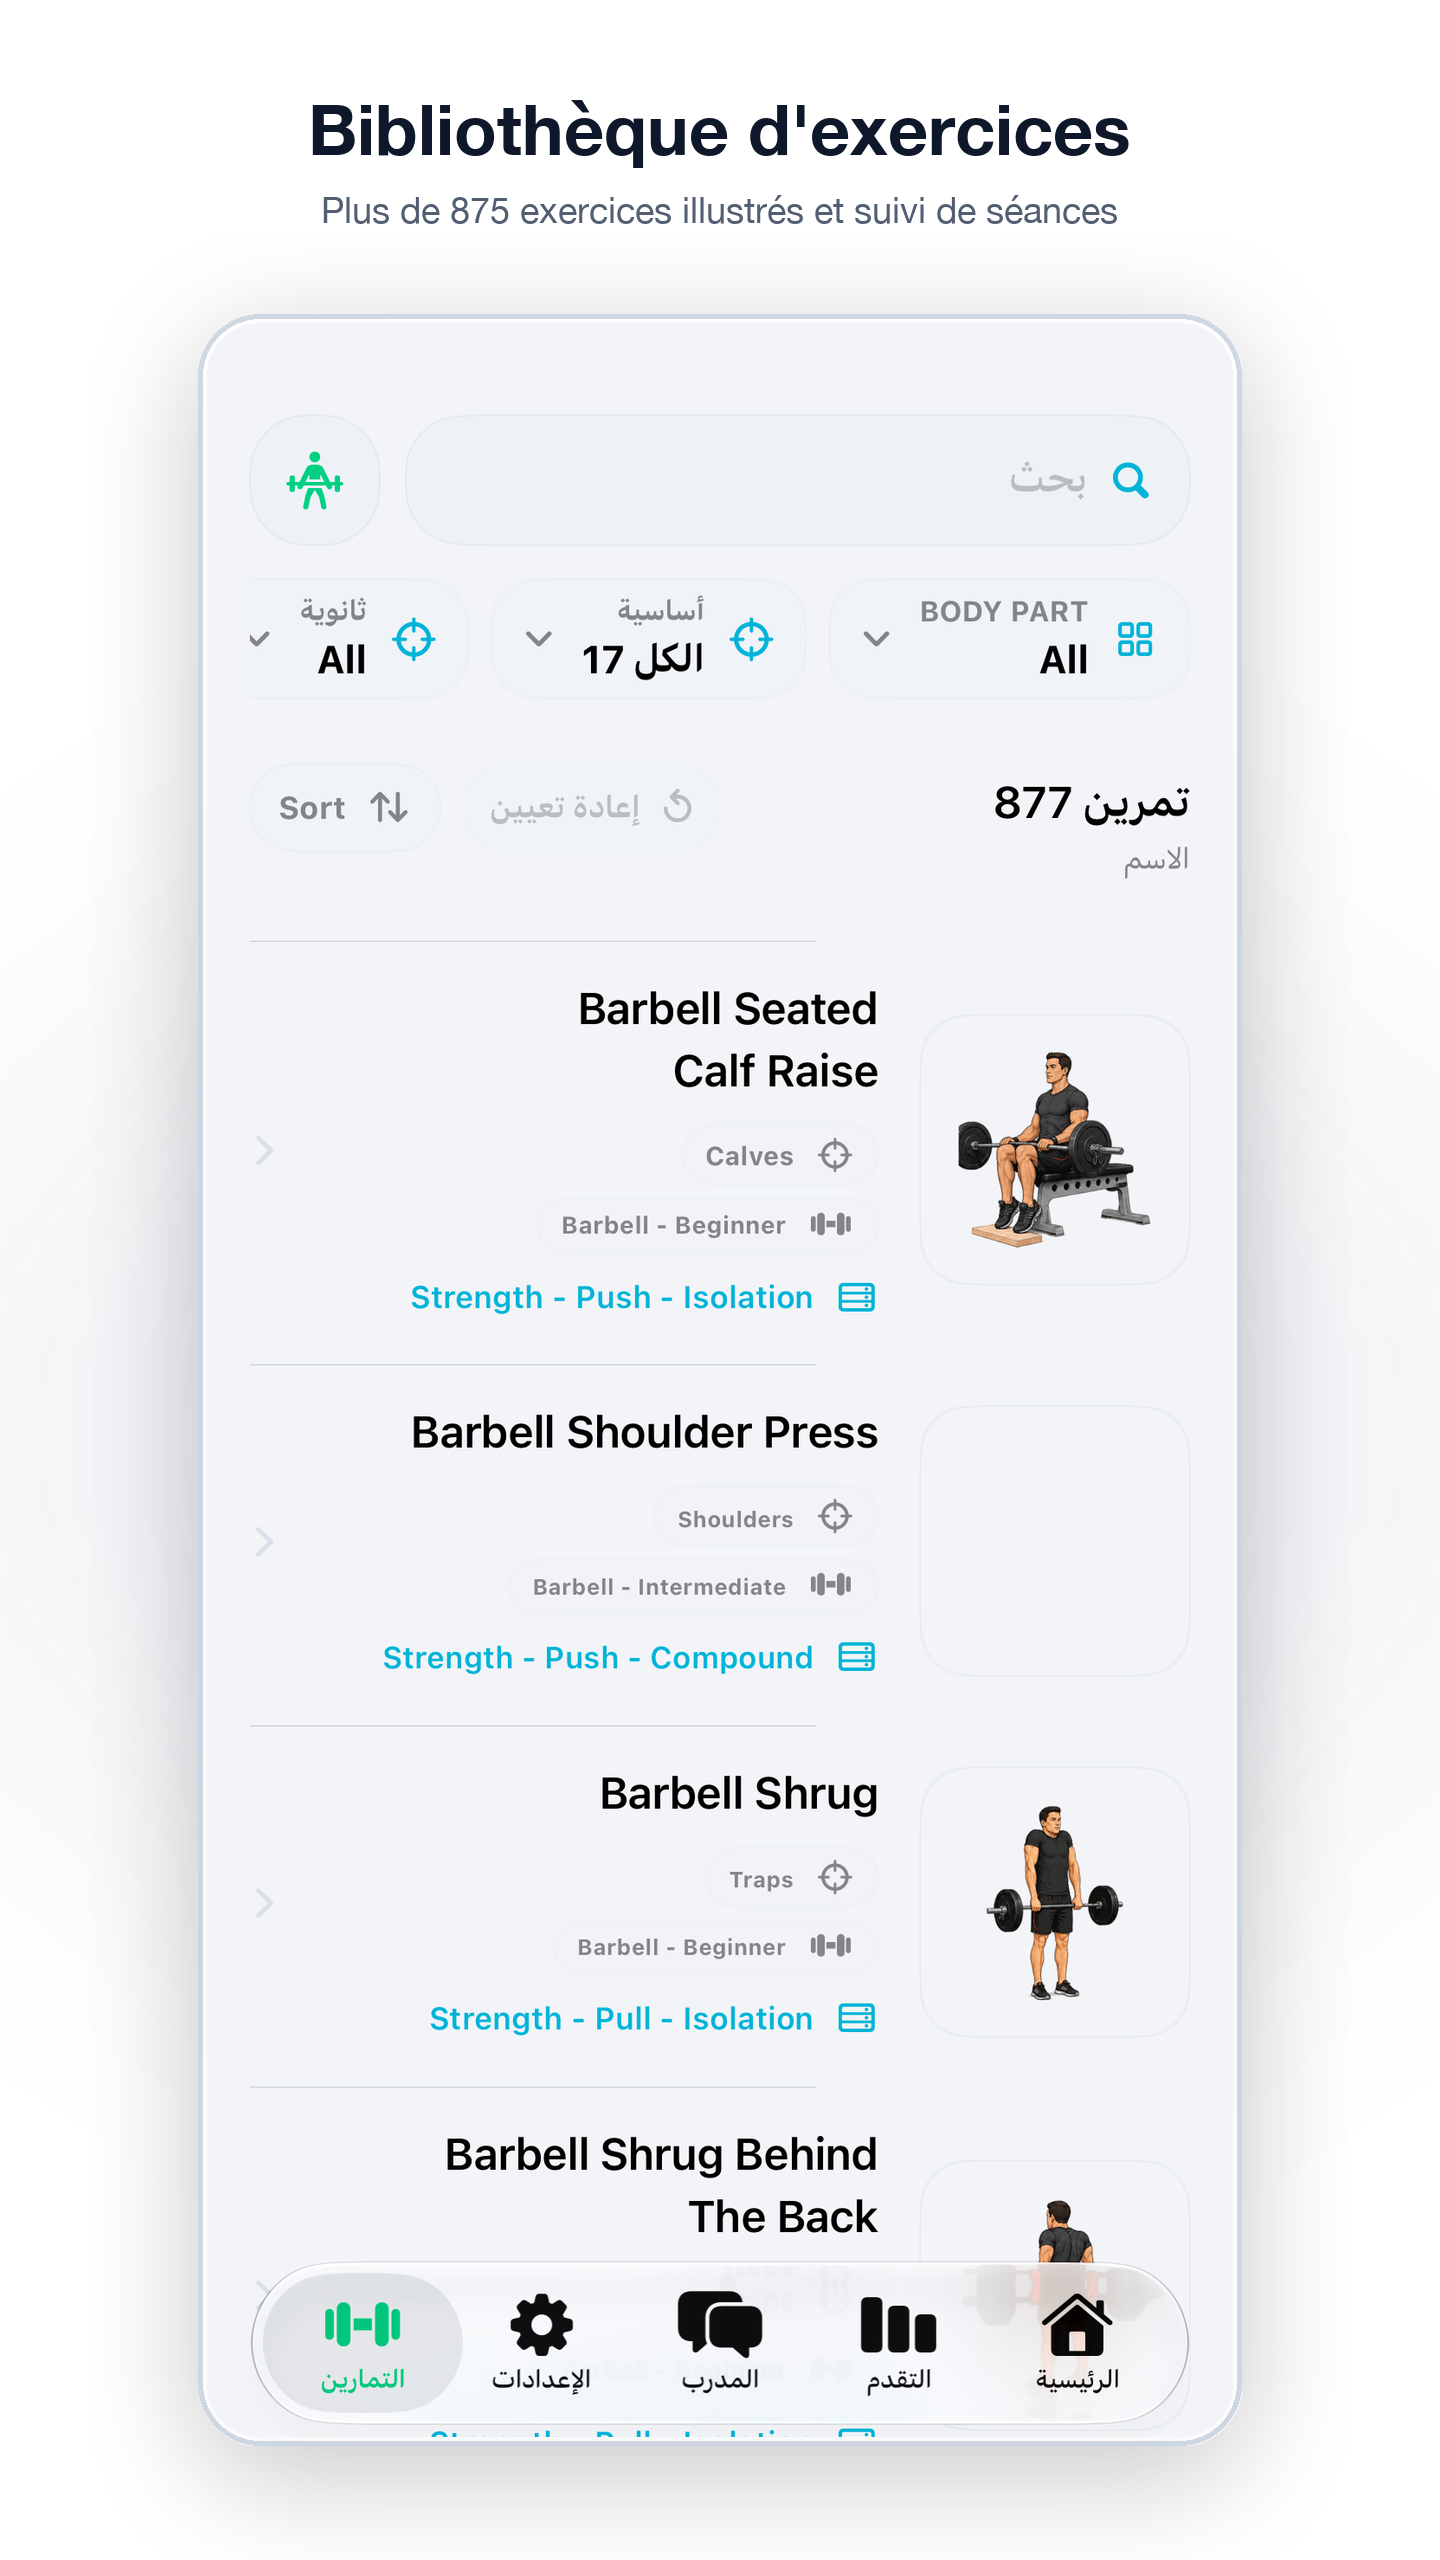 Bibliothèque d'exercices
Plus de 875 exercices illustrés et suivi de séances
بحث
BODY PART
All
أساسية
الكل 17
ثانوية
All
877 تمرين
الاسم
إعادة تعيين
Sort
Barbell Seated
Calf Raise
Calves
Barbell - Beginner
Strength - Push - Isolation
Barbell Shoulder Press
Shoulders
Barbell - Intermediate
Strength - Push - Compound
Barbell Shrug
Traps
Barbell - Beginner
Strength - Pull - Isolation
Barbell Shrug Behind
The Back
الرئيسية
التقدم
المدرب
الإعدادات
التمارين